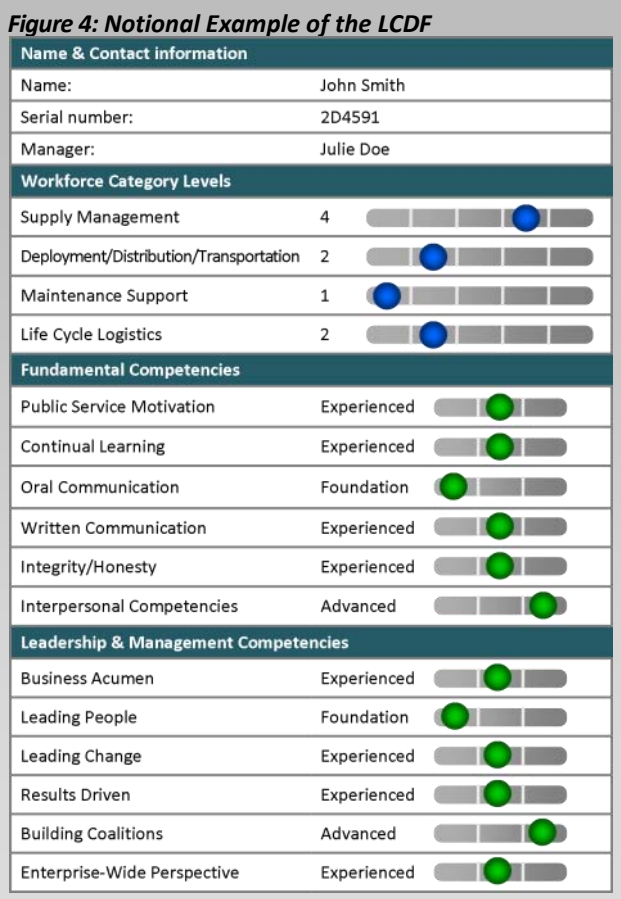 Figure 4: Notional Example of the LCDF
Name & Contact information
Name: John Smith
Serial number: 2D4591
Manager: Julie Doe
Workforce Category Levels
Supply Management 4
Deployment/Distribution/Transportation 2
Maintenance Support 1
Life Cycle Logistics 2
Fundamental Competencies
Public Service Motivation Experienced
Continual Learning Experienced
Oral Communication Foundation
Written Communication Experienced
Integrity/Honesty Experienced
Interpersonal Competencies Advanced
Leadership & Management Competencies
Business Acumen Experienced
Leading People Foundation
Leading Change Experienced
Results Driven Experienced
Building Coalitions Advanced
Enterprise-Wide Perspective Experienced